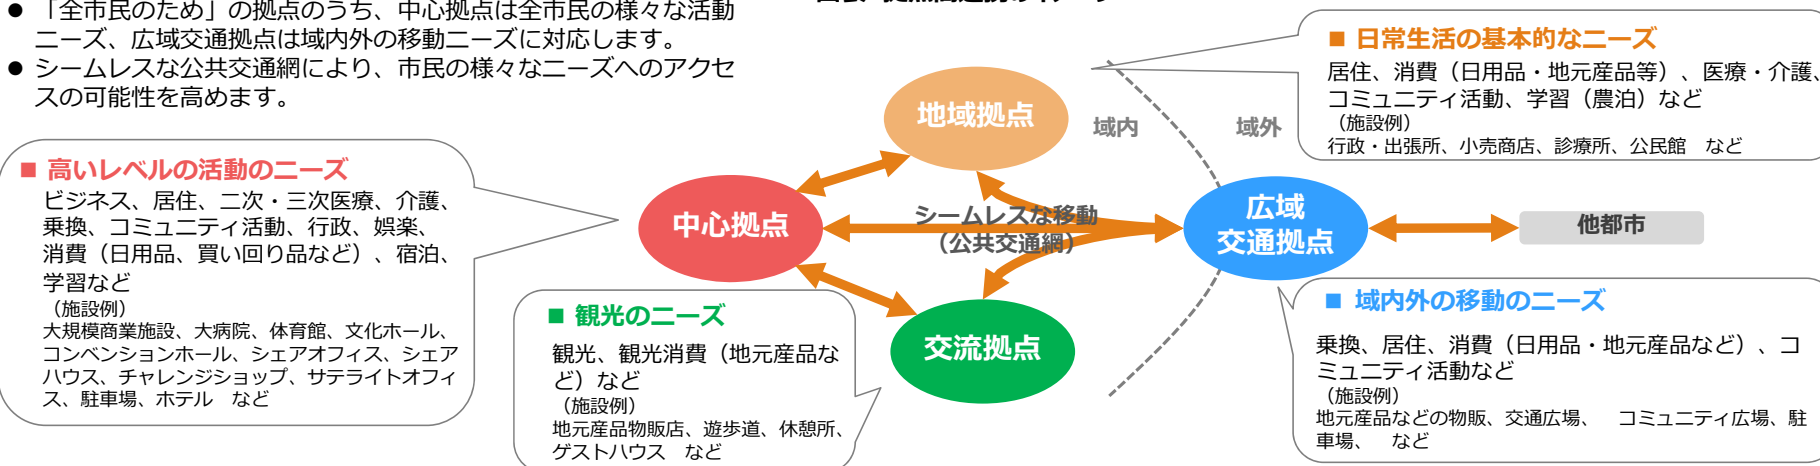 ● 「全市民のため」の拠点のうち、中心拠点は全市民の様々な活動
ニーズ、広域交通拠点は域内外の移動ニーズに対応します。
● シームレスな公共交通網により、市民の様々なニーズへのアクセ
スの可能性を高めます。
■ 高いレベルの活動のニーズ
ビジネス、居住、二次・三次医療、介護、
乗換、コミュニティ活動、行政、娯楽、
消費（日用品、買い回り品など）、宿泊、
学習など
（施設例）
大規模商業施設、大病院、体育館、文化ホール、
コンベンションホール、シェアオフィス、シェア
ハウス、チャレンジショップ、サテライトオフィ
ス、駐車場、ホテル　など
地域拠点
域内
域外
中心拠点
シームレスな移動
（公共交通網）
広域
交通拠点
他都市
交流拠点
■ 観光のニーズ
観光、観光消費（地元産品な
ど）など
（施設例）
地元産品物販店、遊歩道、休憩所、
ゲストハウス　など
■ 日常生活の基本的なニーズ
居住、消費（日用品・地元産品等）、医療・介護、
コミュニティ活動、学習（農泊）など
（施設例）
行政・出張所、小売商店、診療所、公民館　など
■ 域内外の移動のニーズ
乗換、居住、消費（日用品・地元産品など）、コ
ミュニティ活動など
（施設例）
地元産品などの物販、交通広場、　コミュニティ広場、駐
車場、　など